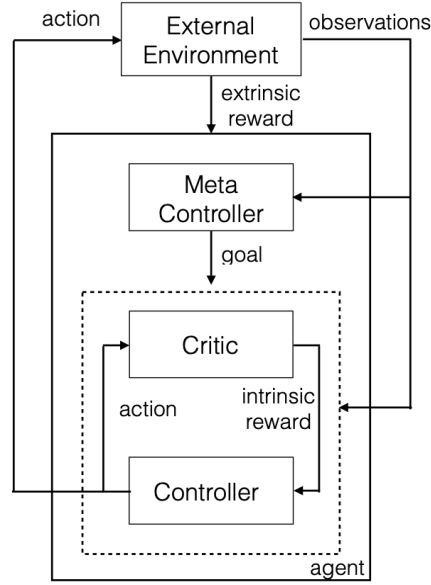 action
External
Environment
observations
extrinsic
reward
Meta
Controller
goal
Critic
action
intrinsic
reward
Controller
agent